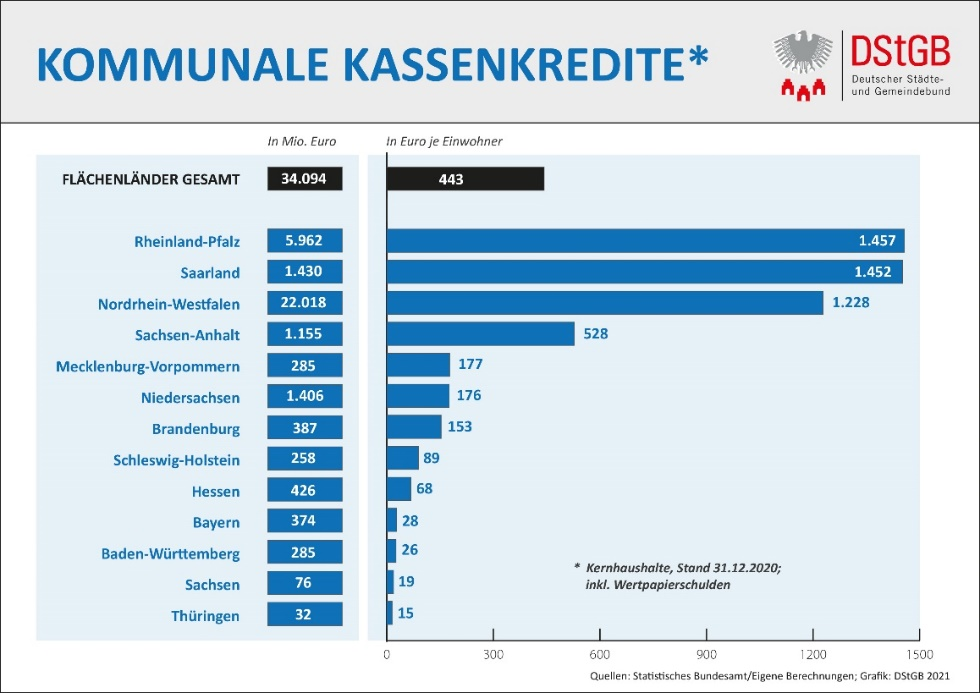 KOMMUNALE KASSENKREDITE*
DStGB
Deutscher Städte-
und Gemeindebund
In Mio. Euro In Euro je Einwohner
FLÄCHENLÄNDER GESAMT 34.094 443
Rheinland-Pfalz 5.962 1.457
Saarland 1.430 1.452
Nordrhein-Westfalen 22.018 1.228
Sachsen-Anhalt 1.155 528
Mecklenburg-Vorpommern 285 177
Niedersachsen 1.406 176
Brandenburg 387 153
Schleswig-Holstein 258 89
Hessen 426 68
Bayern 374 28
Baden-Württemberg 285 26
Sachsen 76 19
Thüringen 32 15
* Kernhaushalte, Stand 31.12.2020;
inkl. Wertpapierschulden
0 300 600 900 1200 1500
Quellen: Statistisches Bundesamt/Eigene Berechnungen; Grafik: DStGB 2021